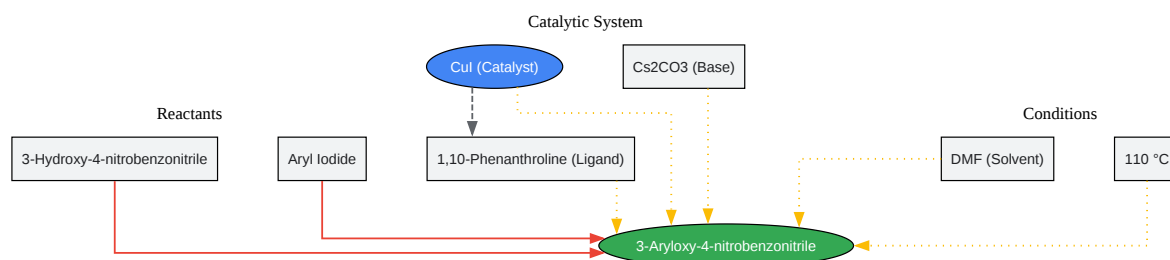 Catalytic System
CuI (Catalyst)
Cs2CO3 (Base)
Reactants
Conditions
3-Hydroxy-4-nitrobenzonitrile
Aryl Iodide
1,10-Phenanthroline (Ligand)
DMF (Solvent)
110 °C
3-Aryloxy-4-nitrobenzonitrile